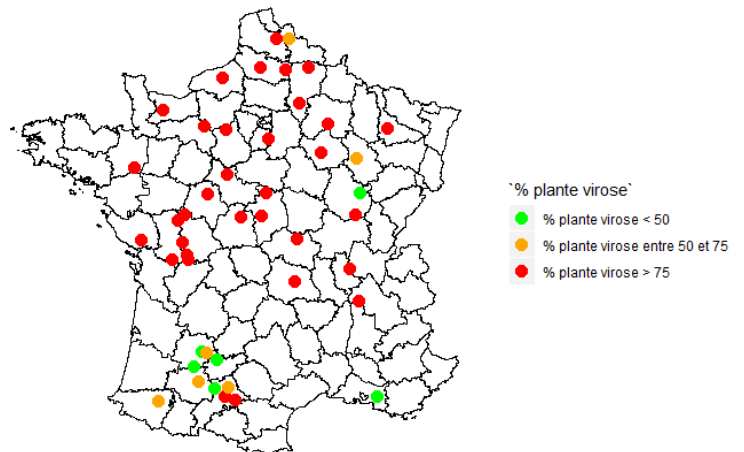 `% plante virose`
% plante virose < 50
% plante virose entre 50 et 75
% plante virose > 75